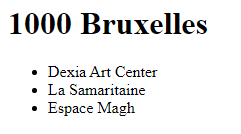 1000 Bruxelles
Dexia Art Center
La Samaritaine
Espace Magh